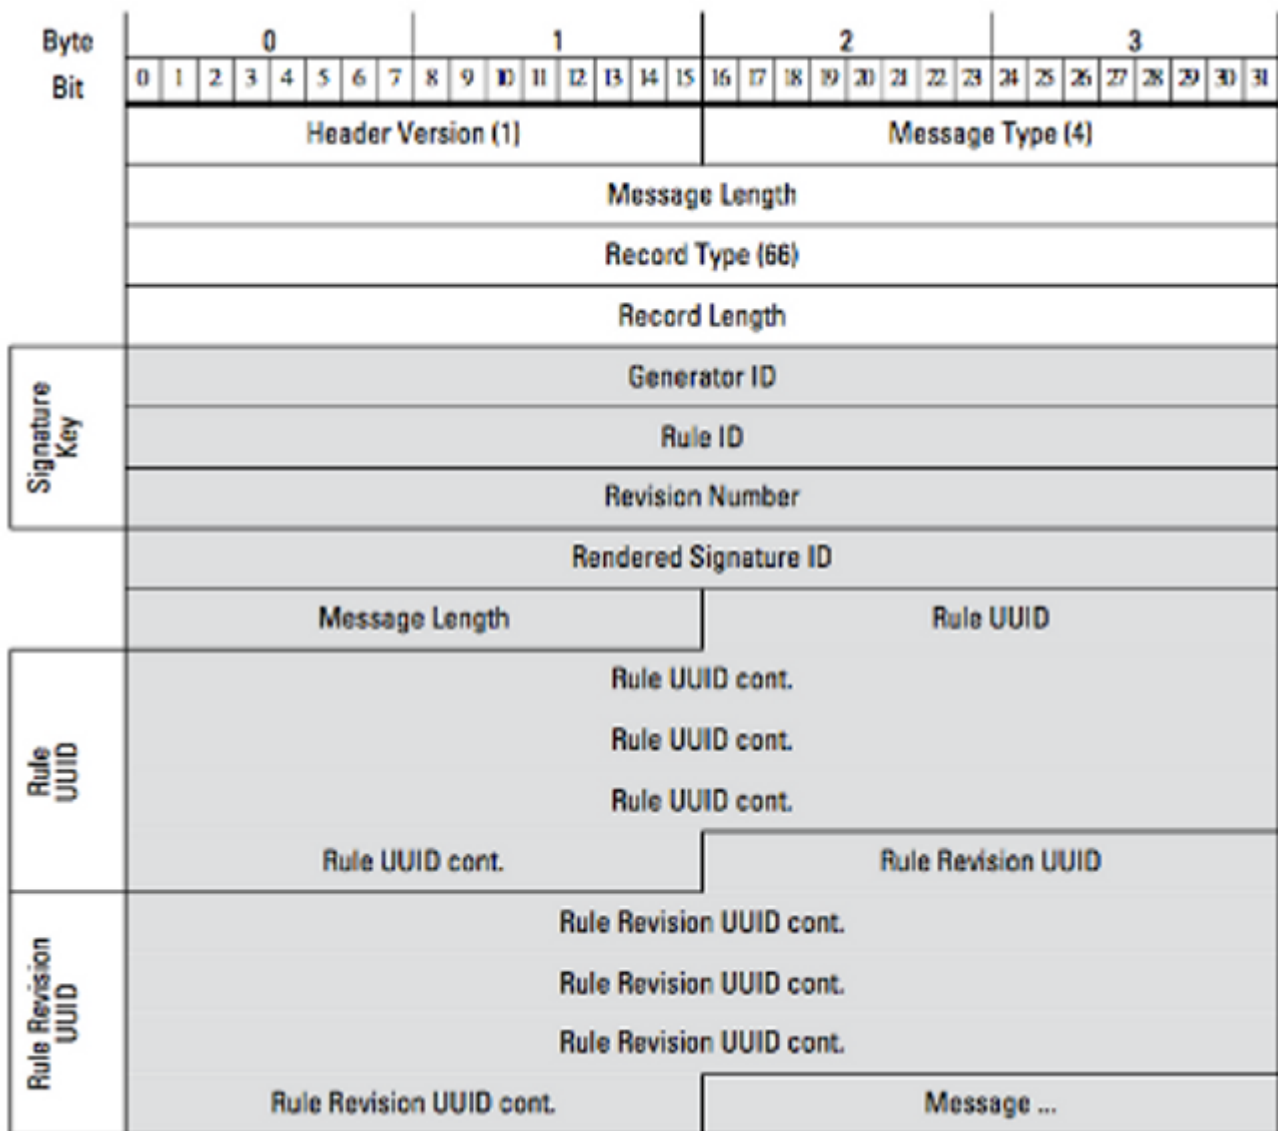 Byte 0 1 2 3
Bit 0 1 2 3 4 5 6 7 8 9 10 11 12 13 14 15 16 17 18 19 20 21 22 23 24 25 26 27 28 29 30 31
Header Version (1) Message Type (4)
Message Length
Record Type (66)
Record Length
Signature
Key
Generator ID
Rule ID
Revision Number
Rendered Signature ID
Message Length Rule UUID
Rule
UUID
Rule UUID cont.
Rule UUID cont.
Rule UUID cont.
Rule UUID cont. Rule Revision UUID
Rule Revision
UUID
Rule Revision UUID cont.
Rule Revision UUID cont.
Rule Revision UUID cont.
Rule Revision UUID cont. Message ...